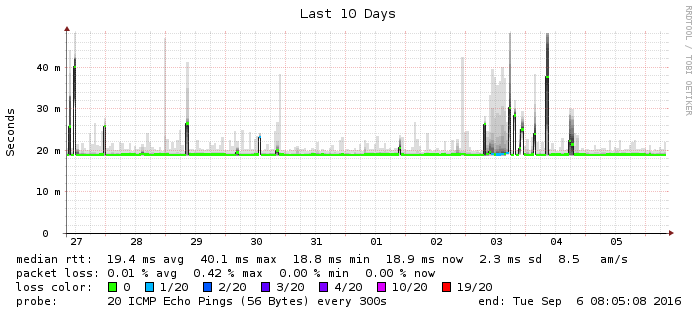 Last 10 Days
RRDTOOL / TOBI OETIKER
Seconds
40 m
30 m
20 m
10 m
0
27 28 29 30 31 01 02 03 04 05
median rtt: 19.4 ms avg 40.1 ms max 18.8 ms min 18.9 ms now 2.3 ms sd 8.5 am/s
packet loss: 0.01 % avg 0.42 % max 0.00 % min 0.00 % now
loss color: 0 1/20 2/20 3/20 4/20 10/20 19/20
probe: 20 ICMP Echo Pings (56 Bytes) every 300s end: Tue Sep 6 08:05:08 2016